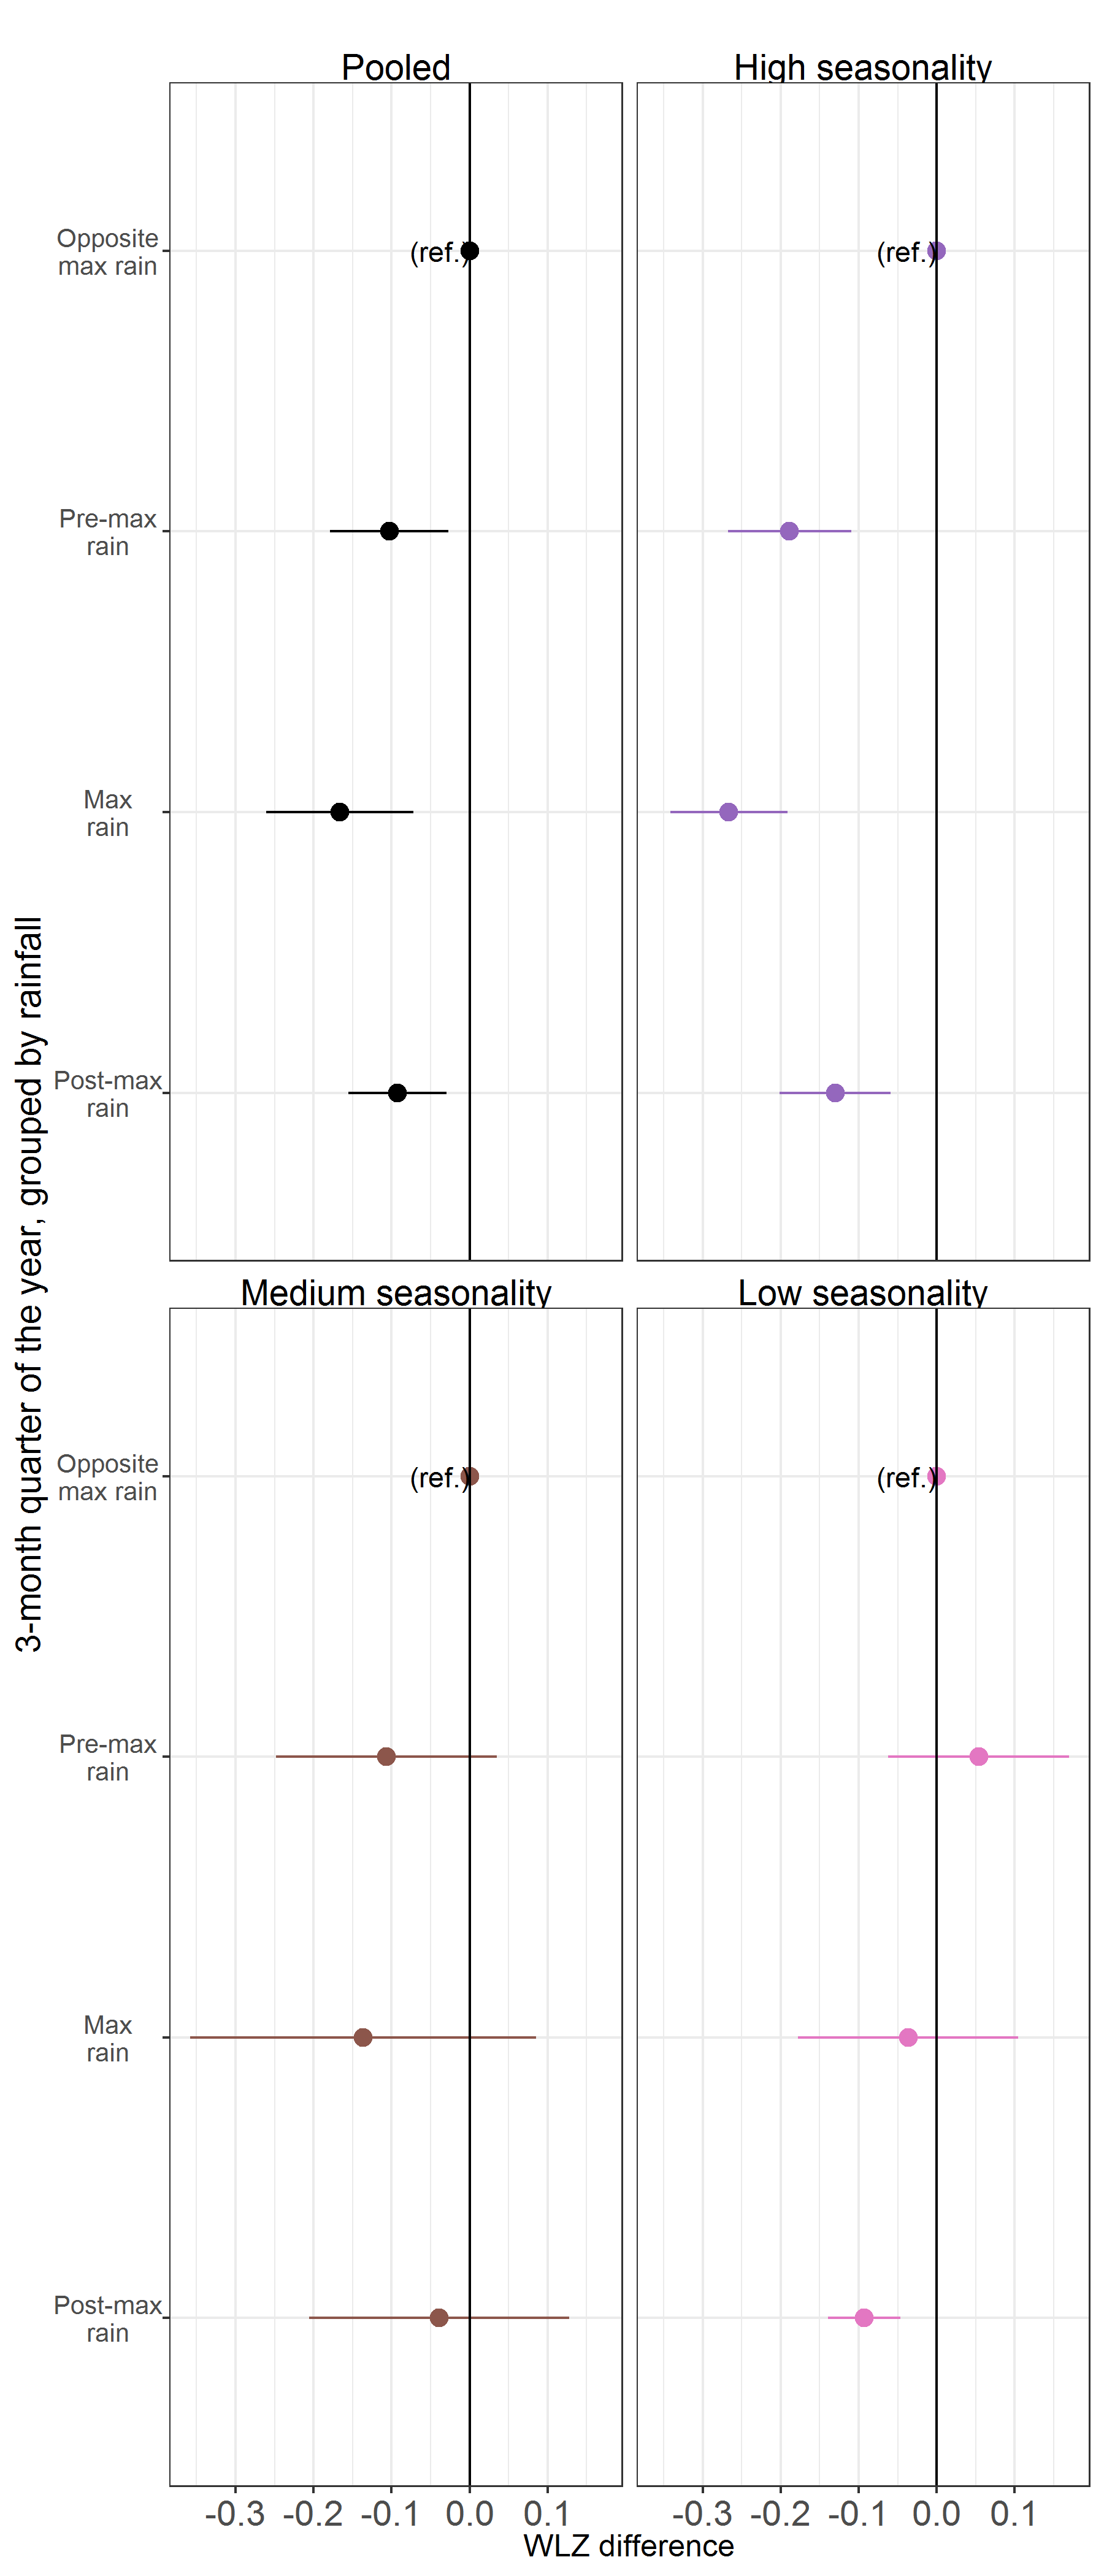 Pooled
High seasonality
Opposite
max rain
(ref.)
(ref.)
Pre-max
rain
Max
rain
Post-max
rain
3-month quarter of the year, grouped by rainfall
Medium seasonality
Low seasonality
Opposite
max rain
(ref.)
(ref.)
Pre-max
rain
Max
rain
Post-max
rain
-0.3 -0.2 -0.1 0.0 0.1
-0.3 -0.2 -0.1 0.0 0.1
WLZ difference